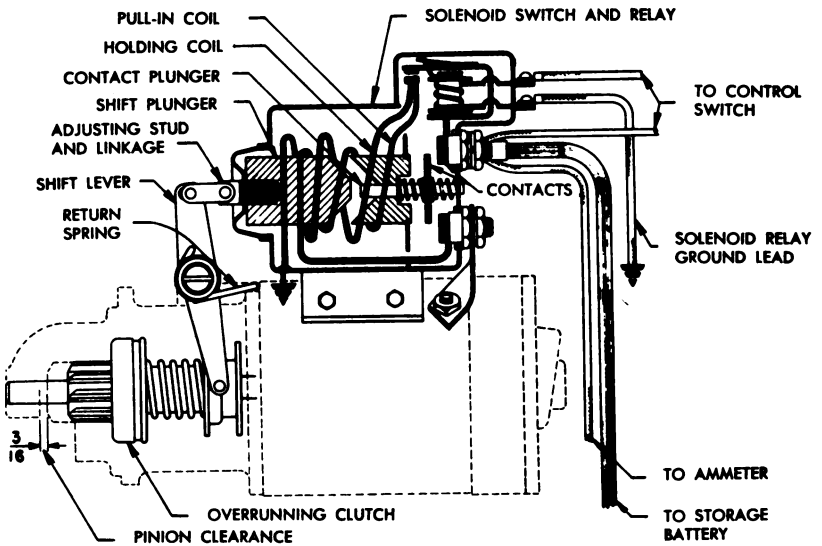 PULL-IN COIL
HOLDING COIL
CONTACT PLUNGER
SHIFT PLUNGER
ADJUSTING STUD
AND LINKAGE
SHIFT LEVER
RETURN
SPRING
SOLENOID SWITCH AND RELAY
TO CONTROL
SWITCH
CONTACTS
SOLENOID RELAY
GROUND LEAD
3
16
OVERRUNNING CLUTCH
PINION CLEARANCE
TO AMMETER
TO STORAGE
BATTERY